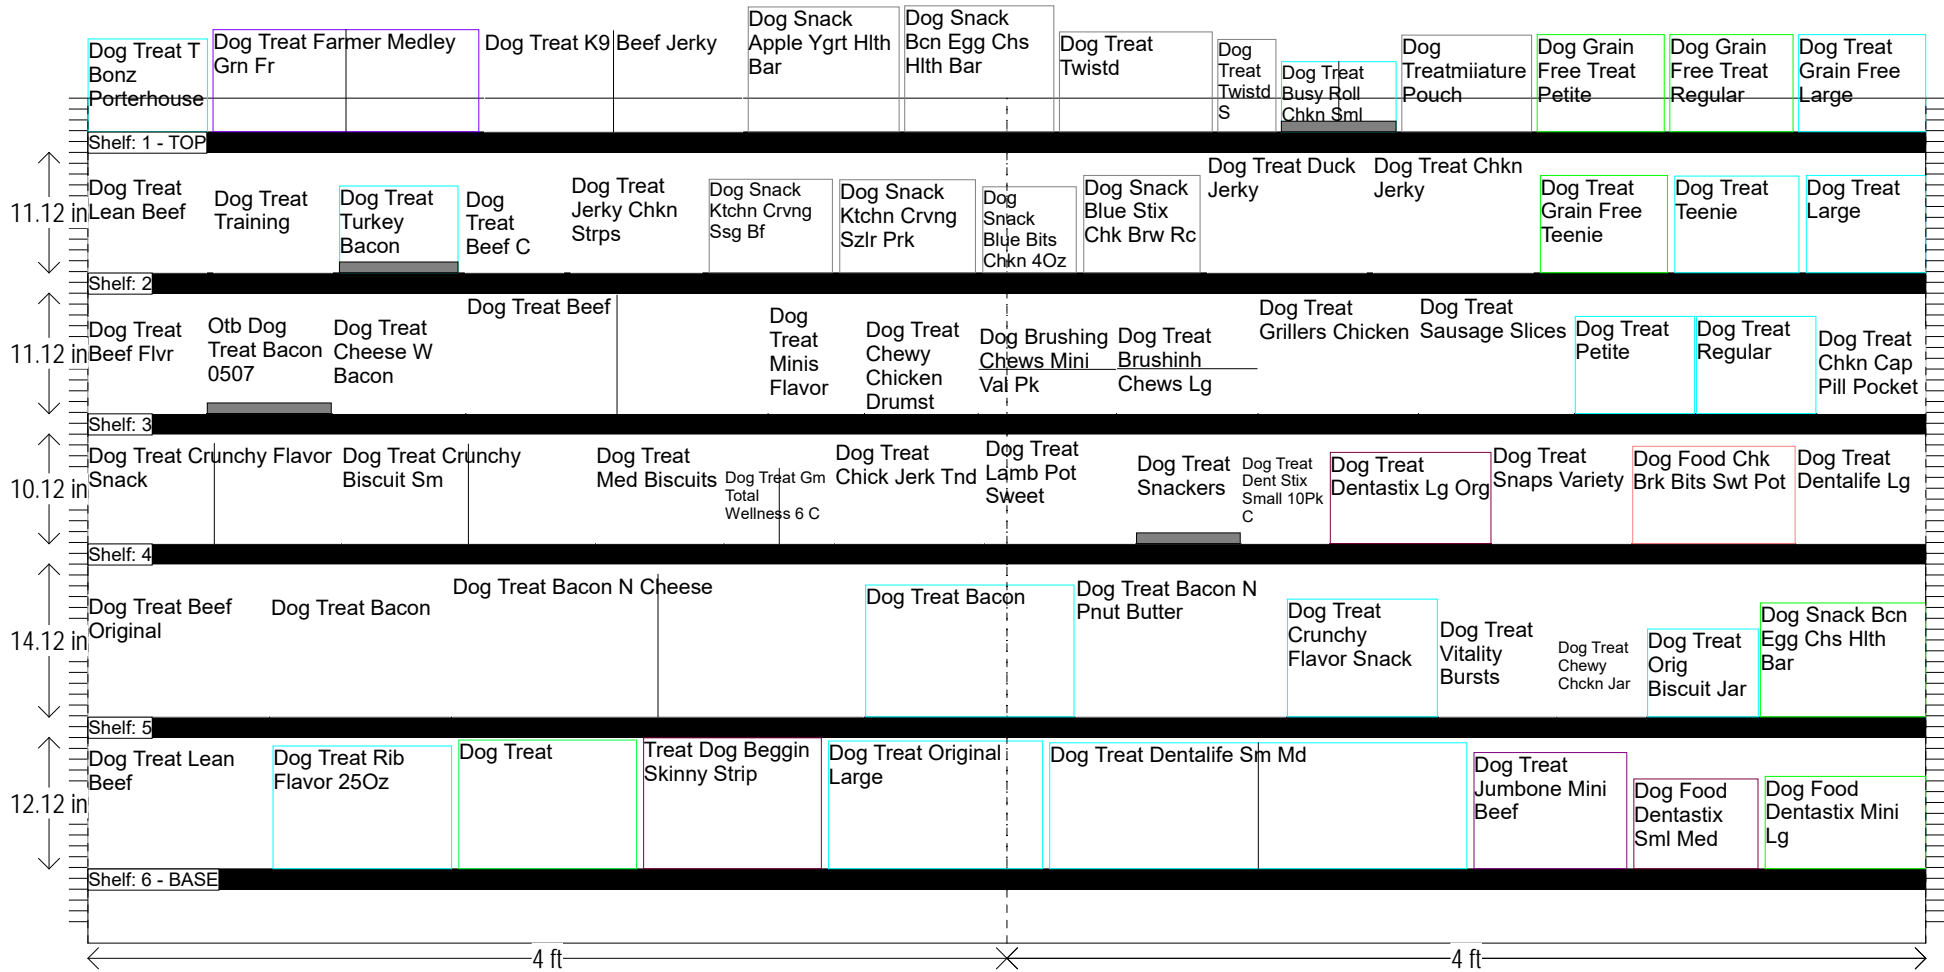 Dog Treat T
Bonz
Porterhouse
Dog Treat Farmer Medley
Grn Fr
Dog Treat K9 Beef Jerky
Dog Snack
Apple Ygrt Hlth
Bar
Dog Snack
Bcn Egg Chs
Hlth Bar
Dog Treat
Twistd
Dog
Treat
Twistd
S
Dog Treat
Busy Roll
Chkn Sml
Dog
Treatmiiature
Pouch
Dog Grain
Free Treat
Petite
Dog Grain
Free Treat
Regular
Dog Treat
Grain Free
Large
Shelf: 1 - TOP
11.12 in
Dog Treat
Lean Beef
Dog Treat
Training
Dog Treat
Turkey
Bacon
Dog
Treat
Beef C
Dog Treat
Jerky Chkn
Strps
Dog Snack
Ktchn Crvng
Ssg Bf
Dog Snack
Ktchn Crvng
Szlr Prk
Dog
Snack
Blue Bits
Chkn 4Oz
Dog Snack
Blue Stix
Chk Brw Rc
Dog Treat Duck
Jerky
Dog Treat Chkn
Jerky
Dog Treat
Grain Free
Teenie
Dog Treat
Teenie
Dog Treat
Large
Shelf: 2
11.12 in
Dog Treat
Beef Flvr
Otb Dog
Treat Bacon
0507
Dog Treat
Cheese W
Bacon
Dog Treat Beef
Dog
Treat
Minis
Flavor
Dog Treat
Chewy
Chicken
Drumst
Dog Brushing
Chews Mini
Val Pk
Dog Treat
Brushinh
Chews Lg
Dog Treat
Grillers Chicken
Dog Treat
Sausage Slices
Dog Treat
Petite
Dog Treat
Regular
Dog Treat
Chkn Cap
Pill Pocket
Shelf: 3
10.12 in
Dog Treat Crunchy Flavor
Snack
Dog Treat Crunchy
Biscuit Sm
Dog Treat
Med Biscuits
Dog Treat Gm
Total
Wellness 6 C
Dog Treat
Chick Jerk Tnd
Dog Treat
Lamb Pot
Sweet
Dog Treat
Snackers
Dog Treat
Dent Stix
Small 10Pk
C
Dog Treat
Dentastix Lg Org
Dog Treat
Snaps Variety
Dog Food Chk
Brk Bits Swt Pot
Dog Treat
Dentalife Lg
Shelf: 4
14.12 in
Dog Treat Beef
Original
Dog Treat Bacon
Dog Treat Bacon N Cheese
Dog Treat Bacon
Dog Treat Bacon N
Pnut Butter
Dog Treat
Crunchy
Flavor Snack
Dog Treat
Vitality
Bursts
Dog Treat
Chewy
Chckn Jar
Dog Treat
Orig
Biscuit Jar
Dog Snack Bcn
Egg Chs Hlth
Bar
Shelf: 5
12.12 in
Dog Treat Lean
Beef
Dog Treat Rib
Flavor 25Oz
Dog Treat
Treat Dog Beggin
Skinny Strip
Dog Treat Original
Large
Dog Treat Dentalife Sm Md
Dog Treat
Jumbone Mini
Beef
Dog Food
Dentastix
Sml Med
Dog Food
Dentastix Mini
Lg
Shelf: 6 - BASE
4 ft
4 ft